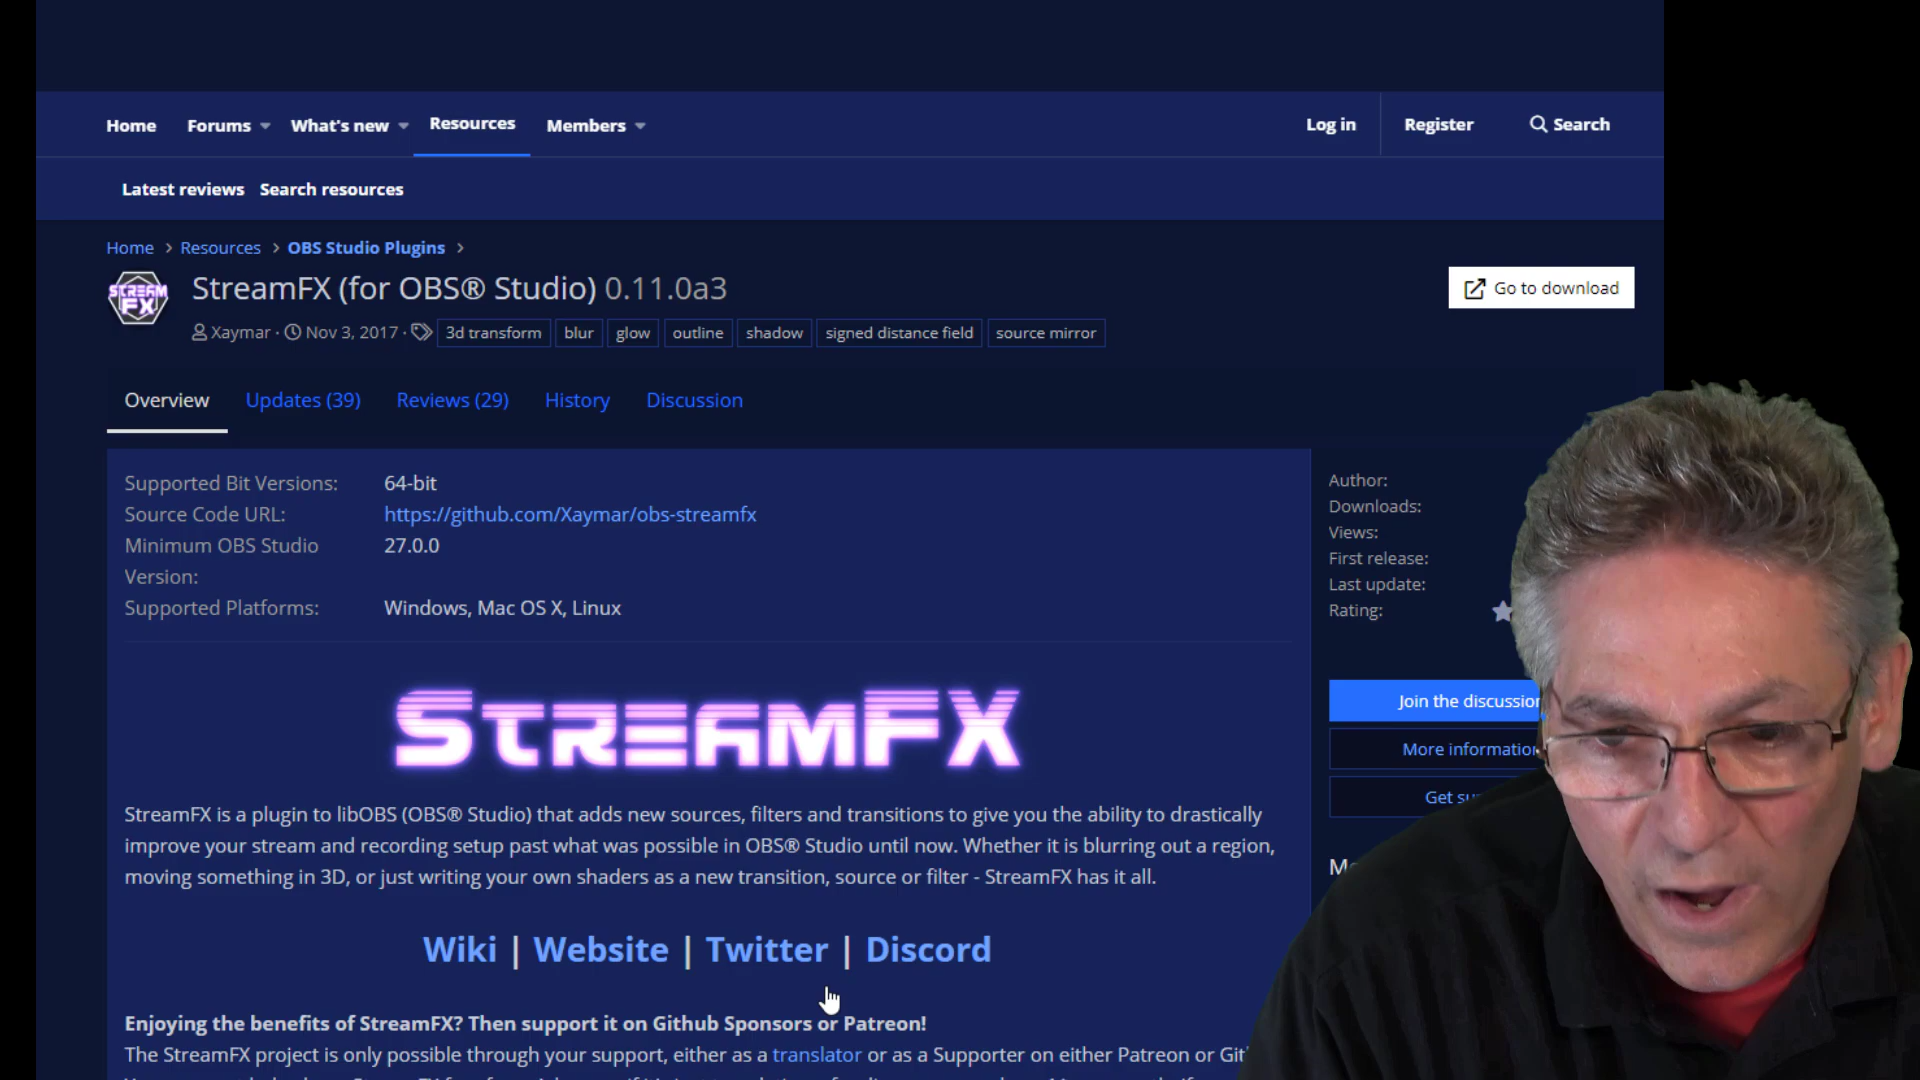 Home Forums What's new Resources Members Log in Register Search
Latest reviews Search resources
Home > Resources > OBS Studio Plugins >
STREAM FX
StreamFX (for OBS® Studio) 0.11.0a3
Go to download
Xaymar · Nov 3, 2017 · 3d transform blur glow outline shadow signed distance field source mirror
Overview Updates (39) Reviews (29) History Discussion
Supported Bit Versions: 64-bit
Source Code URL: https://github.com/Xaymar/obs-streamfx
Minimum OBS Studio Version: 27.0.0
Supported Platforms: Windows, Mac OS X, Linux
Author:
Downloads:
Views:
First release:
Last update:
Rating:
Join the discussion
More information
Get
STREAMFX
StreamFX is a plugin to libOBS (OBS® Studio) that adds new sources, filters and transitions to give you the ability to drastically
improve your stream and recording setup past what was possible in OBS® Studio until now. Whether it is blurring out a region,
moving something in 3D, or just writing your own shaders as a new transition, source or filter - StreamFX has it all.
Wiki | Website | Twitter | Discord
Enjoying the benefits of StreamFX? Then support it on Github Sponsors or Patreon!
The StreamFX project is only possible through your support, either as a translator or as a Supporter on either Patreon or